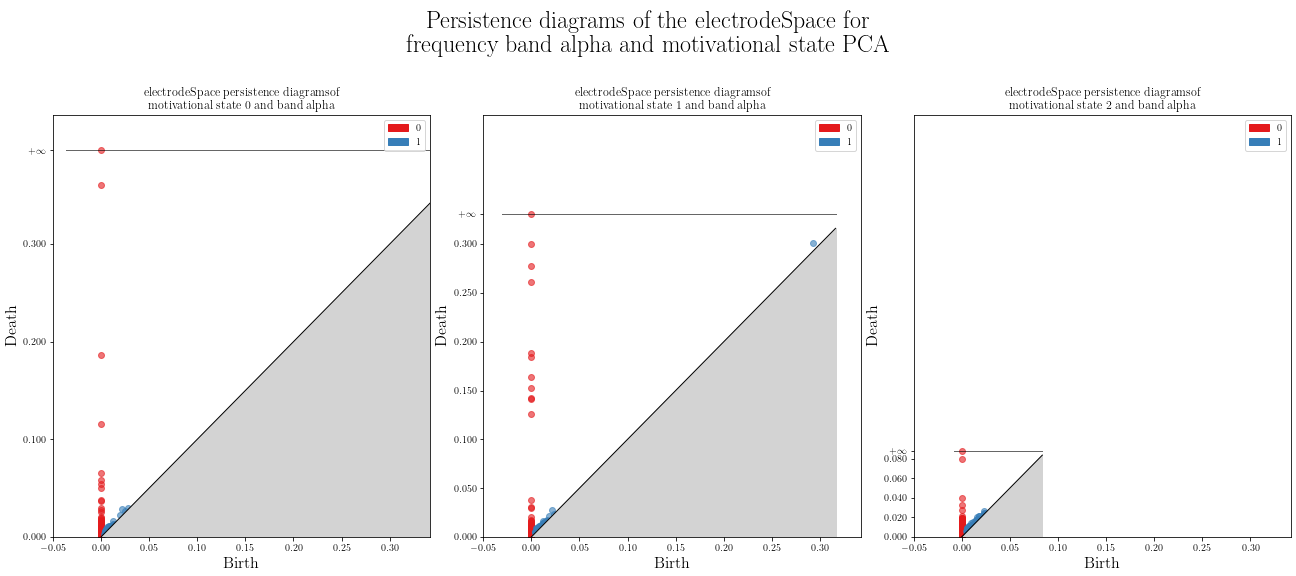 Persistence diagrams of the electrodeSpace for
frequency band alpha and motivational state PCA
electrodeSpace persistence diagramsof
motivational state 0 and band alpha
0
1
+∞
0.300
0.200
0.100
0.000
Death
−0.05 0.00 0.05 0.10 0.15 0.20 0.25 0.30
Birth
electrodeSpace persistence diagramsof
motivational state 1 and band alpha
0
1
+∞
0.300
0.250
0.200
0.150
0.100
0.050
0.000
Death
−0.05 0.00 0.05 0.10 0.15 0.20 0.25 0.30
Birth
electrodeSpace persistence diagramsof
motivational state 2 and band alpha
0
1
+∞
0.080
0.060
0.040
0.020
0.000
Death
−0.05 0.00 0.05 0.10 0.15 0.20 0.25 0.30
Birth